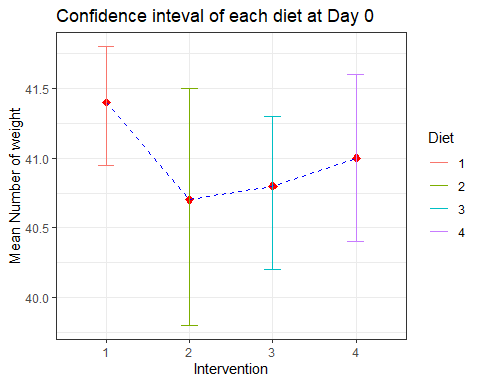 Confidence inteval of each diet at Day 0
Mean Number of weight
41.5
41.0
40.5
40.0
1 2 3 4
Intervention
Diet
1
2
3
4